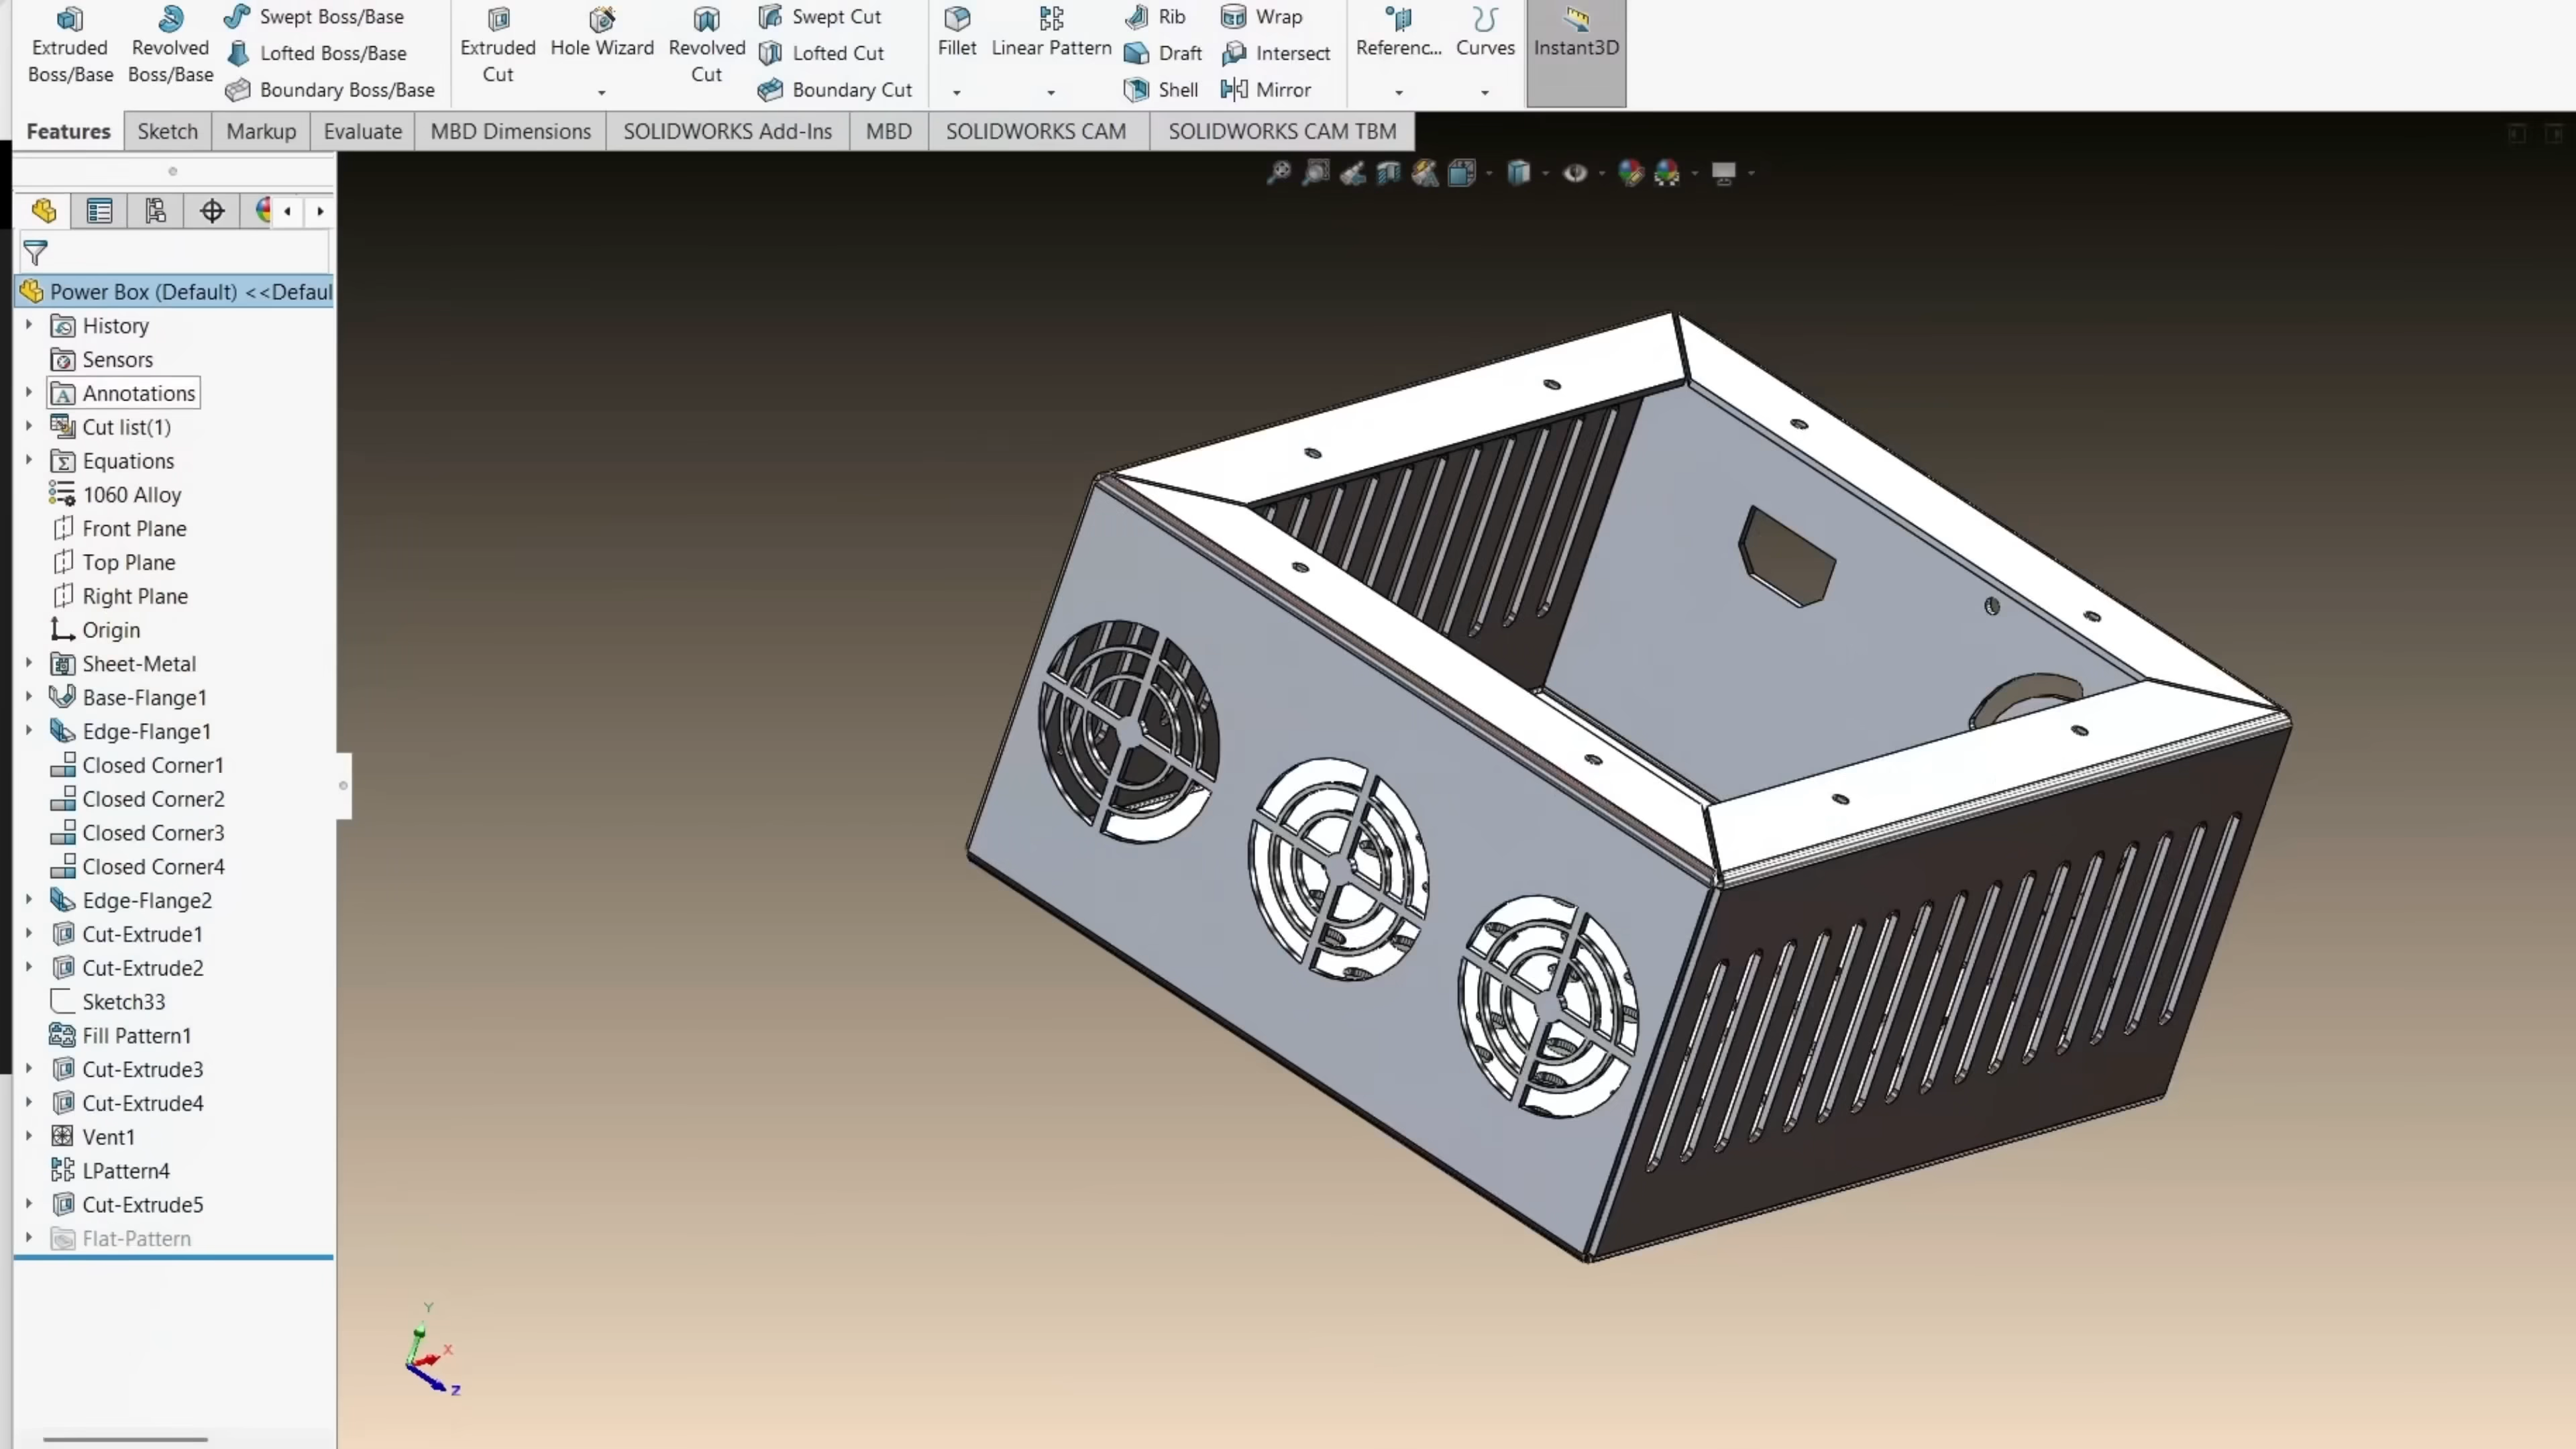 Extruded Boss/Base
Revolved Boss/Base
Swept Boss/Base
Lofted Boss/Base
Boundary Boss/Base
Extruded Cut
Hole Wizard
Revolved Cut
Swept Cut
Lofted Cut
Boundary Cut
Fillet
Linear Pattern
Rib
Draft
Shell
Wrap
Intersect
Mirror
Referenc...
Curves
Instant3D
Features
Sketch
Markup
Evaluate
MBD Dimensions
SOLIDWORKS Add-Ins
MBD
SOLIDWORKS CAM
SOLIDWORKS CAM TBM
Power Box (Default) <<Defaul
History
Sensors
Annotations
Cut list(1)
Equations
1060 Alloy
Front Plane
Top Plane
Right Plane
Origin
Sheet-Metal
Base-Flange1
Edge-Flange1
Closed Corner1
Closed Corner2
Closed Corner3
Closed Corner4
Edge-Flange2
Cut-Extrude1
Cut-Extrude2
Sketch33
Fill Pattern1
Cut-Extrude3
Cut-Extrude4
Vent1
LPattern4
Cut-Extrude5
Flat-Pattern
Y
X
Z